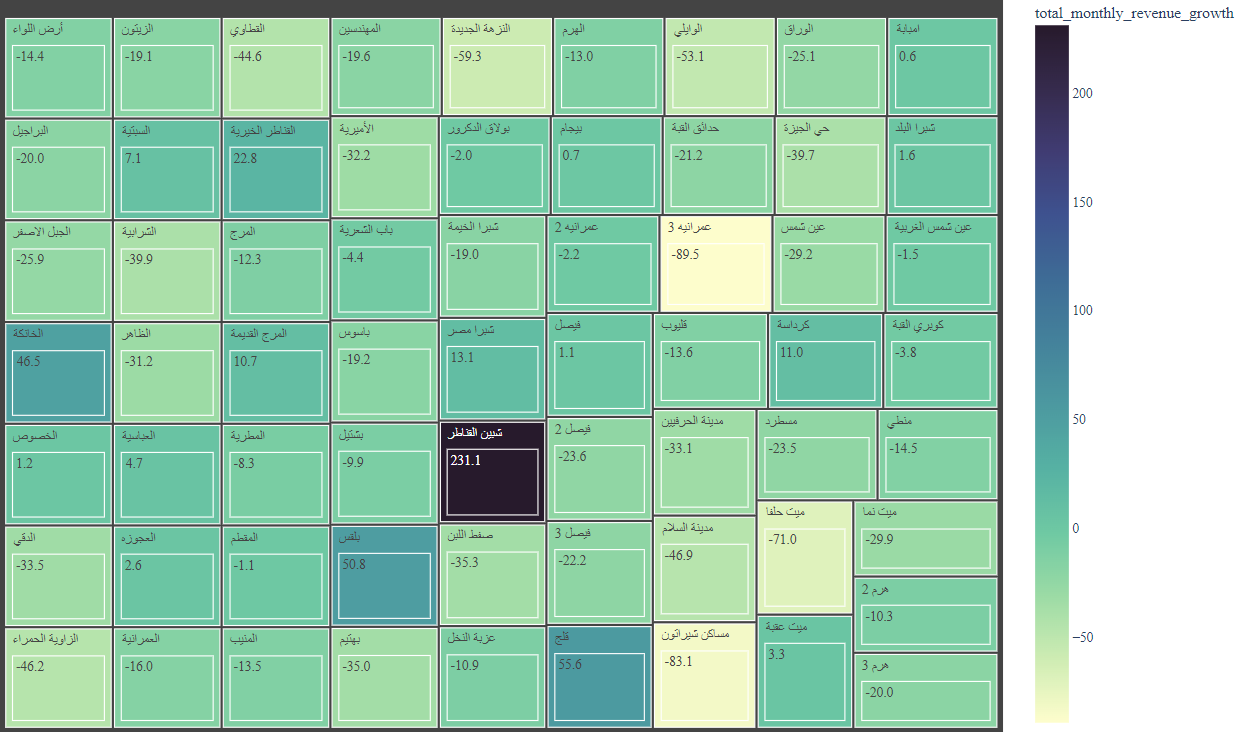 total_monthly_revenue_growth
أرض اللواء
-14.4
الزيتون
-19.1
القطاوي
-44.6
المهندسين
-19.6
النزهة الجديدة
-59.3
الهرم
-13.0
الوايلي
-53.1
الوراق
-25.1
امبابة
0.6
البراجيل
-20.0
السبتية
7.1
القناطر الخيرية
22.8
الأميرية
-32.2
بولاق الدكرور
-2.0
بيجام
0.7
حدائق القبة
-21.2
حي الجيزة
-39.7
شبرا البلد
1.6
الجبل الاصفر
-25.9
الشرابية
-39.9
المرج
-12.3
باب الشعرية
-4.4
شبرا الخيمة
-19.0
عمرانيه 2
-2.2
عمرانيه 3
-89.5
عين شمس
-29.2
عين شمس الغربية
-1.5
الخانكة
46.5
الظاهر
-31.2
المرج القديمة
10.7
باسوس
-19.2
شبرا مصر
13.1
فيصل
1.1
قليوب
-13.6
كرداسة
11.0
كوبري القبة
-3.8
الخصوص
1.2
العباسية
4.7
المطرية
-8.3
بشتيل
-9.9
شبين القناطر
231.1
فيصل 2
-23.6
مدينة الحرفيين
-33.1
مسطرد
-23.5
منطي
-14.5
الدقي
-33.5
العجوزه
2.6
المقطم
-1.1
بلقس
50.8
صفط اللبن
-35.3
فيصل 3
-22.2
مدينة السلام
-46.9
ميت حلفا
-71.0
ميت نما
-29.9
هرم 2
-10.3
الزاوية الحمراء
-46.2
العمرانية
-16.0
المنيب
-13.5
بهتيم
-35.0
عزبة النخل
-10.9
قلج
55.6
مساكن شيراتون
-83.1
ميت عقبة
3.3
هرم 3
-20.0
200
150
100
50
0
−50